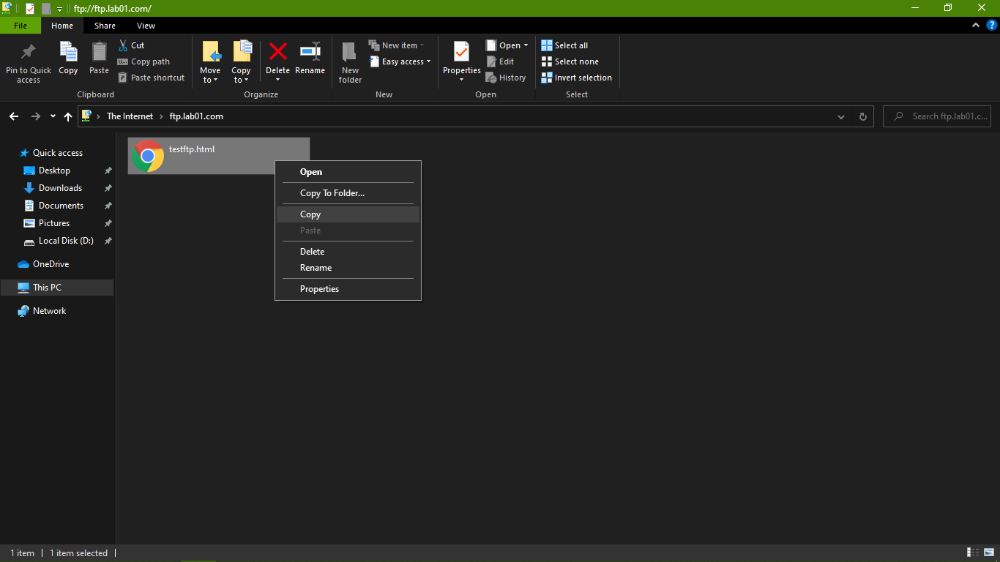 ftp://ftp.lab01.com/
File Home Share View
Pin to Quick access
Copy
Paste
Cut
Copy path
Paste shortcut
Clipboard
Move to
Copy to
Delete
Rename
Organize
New folder
New item
Easy access
New
Properties
Open
Edit
History
Open
Select all
Select none
Invert selection
Select
The Internet > ftp.lab01.com
Search ftp.lab01.c...
Quick access
Desktop
Downloads
Documents
Pictures
Local Disk (D:)
OneDrive
This PC
Network
testftp.html
Open
Copy To Folder...
Copy
Paste
Delete
Rename
Properties
1 item
1 item selected